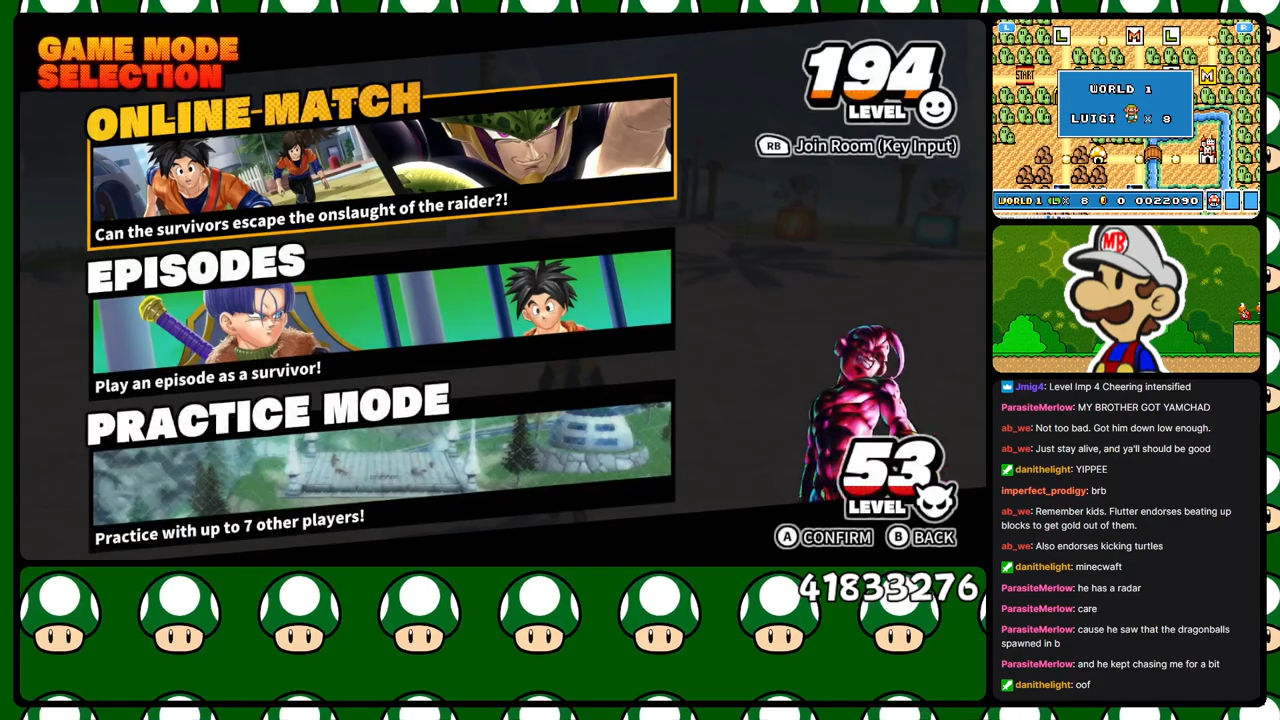 GAME MODE
SELECTION
ONLINE MATCH
Can the survivors escape the onslaught of the raider?!
EPISODES
Play an episode as a survivor!
PRACTICE MODE
Practice with up to 7 other players!
194
LEVEL
RB Join Room (Key Input)
53
LEVEL
A CONFIRM B BACK
41833276
L R
L M L
START
M
WORLD 1
LUIGI × 8
WORLD 1 L× 8 0 0022090
MB
Jmig4: Level Imp 4 Cheering intensified
ParasiteMerlow: MY BROTHER GOT YAMCHAD
ab_we: Not too bad. Got him down low enough.
ab_we: Just stay alive, and ya'll should be good
danithelight: YIPPEE
imperfect_prodigy: brb
ab_we: Remember kids. Flutter endorses beating up
blocks to get gold out of them.
ab_we: Also endorses kicking turtles
danithelight: minecwaft
ParasiteMerlow: he has a radar
ParasiteMerlow: care
ParasiteMerlow: cause he saw that the dragonballs
spawned in b
ParasiteMerlow: and he kept chasing me for a bit
danithelight: oof